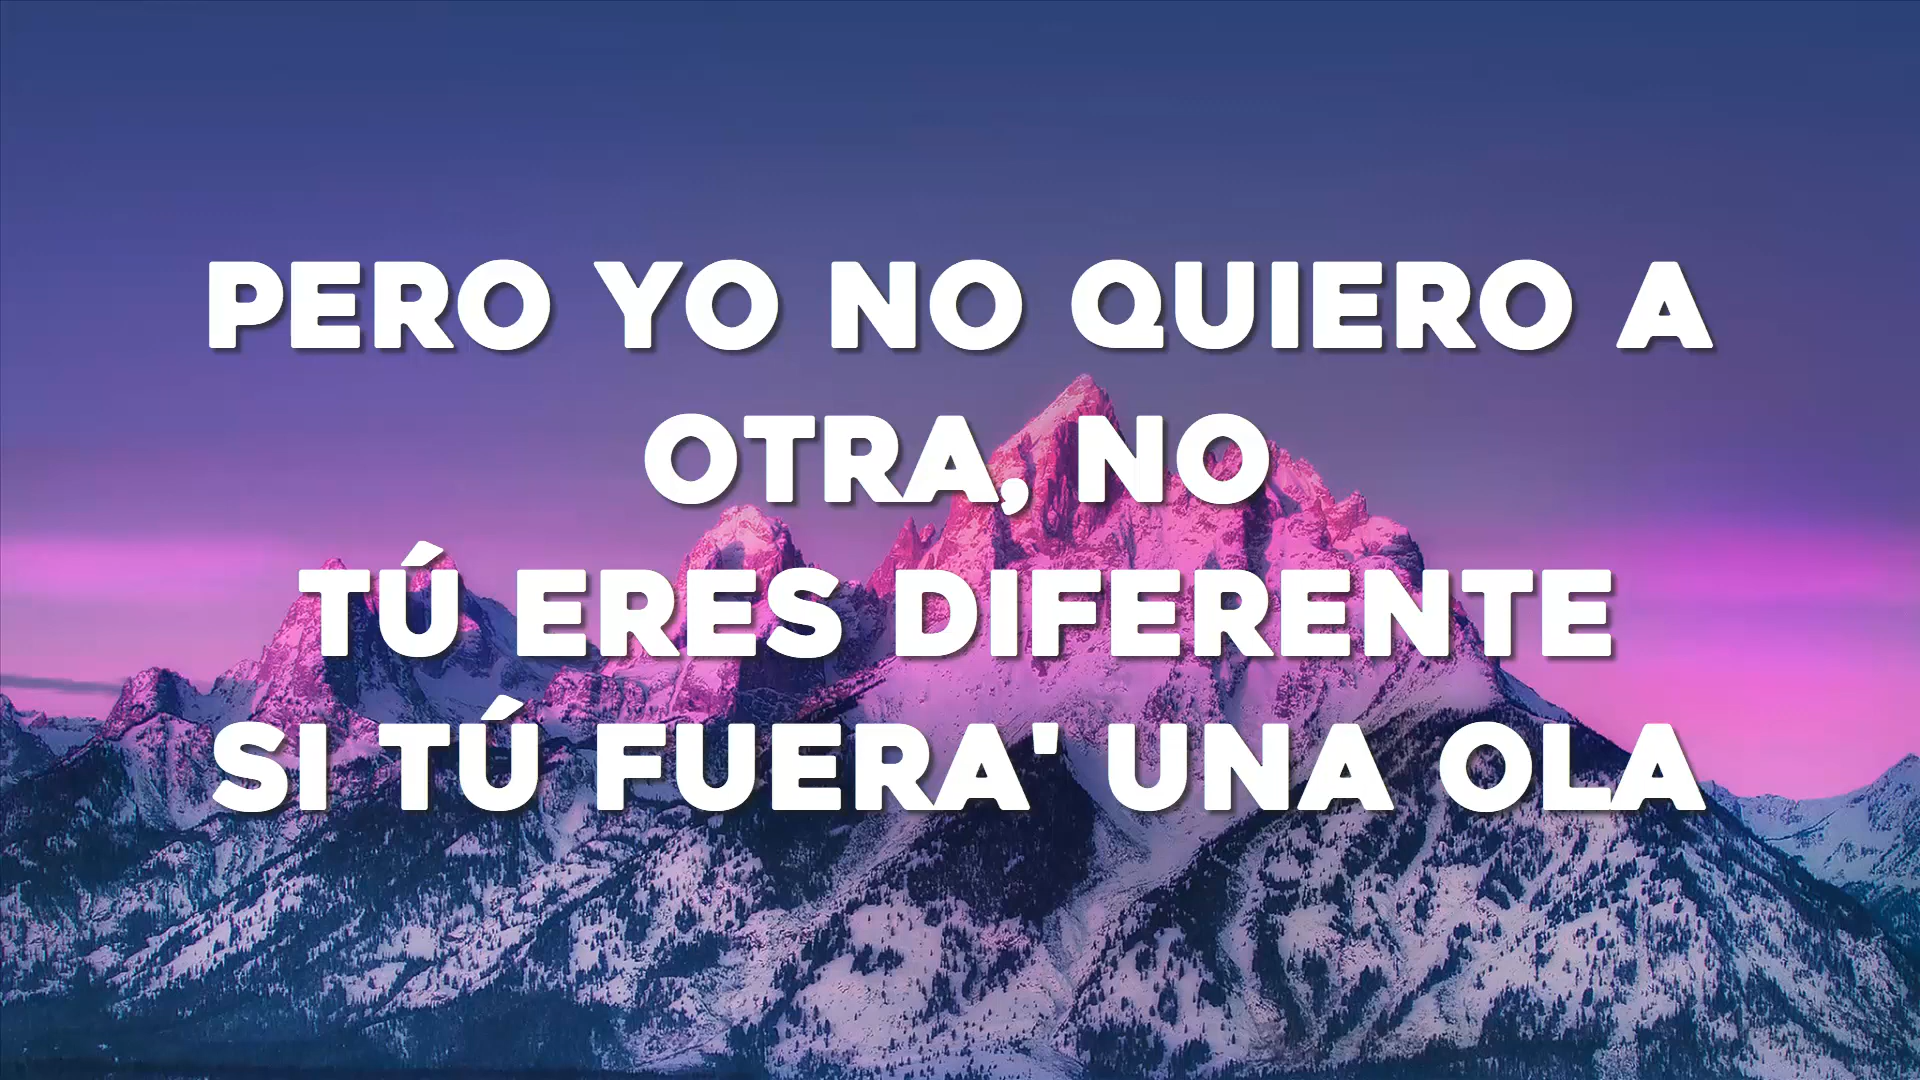 PERO YO NO QUIERO A
OTRA, NO
TÚ ERES DIFERENTE
SI TÚ FUERA' UNA OLA